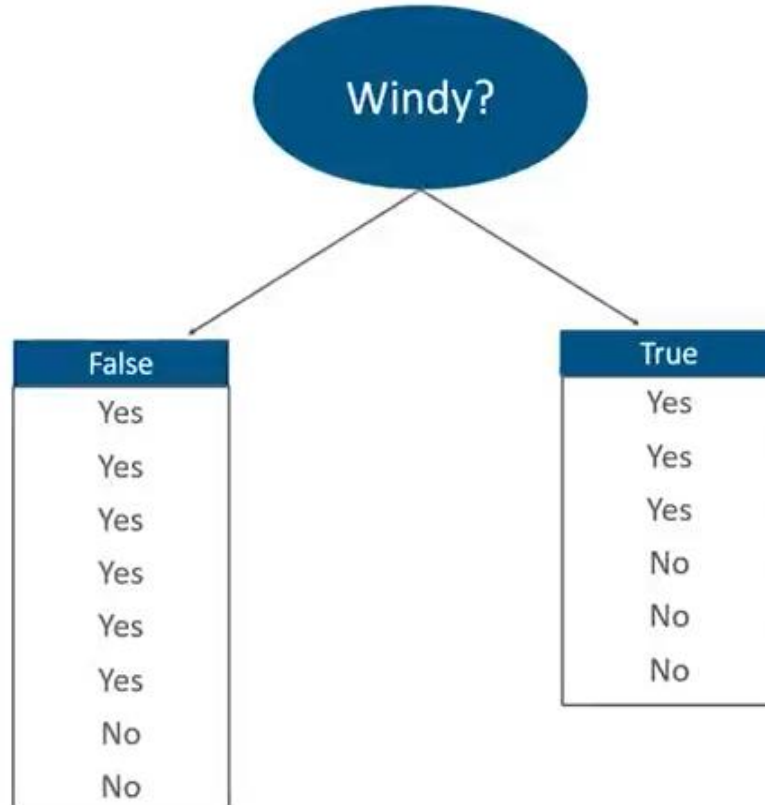 Windy?
False
Yes
Yes
Yes
Yes
Yes
Yes
No
No
True
Yes
Yes
Yes
No
No
No